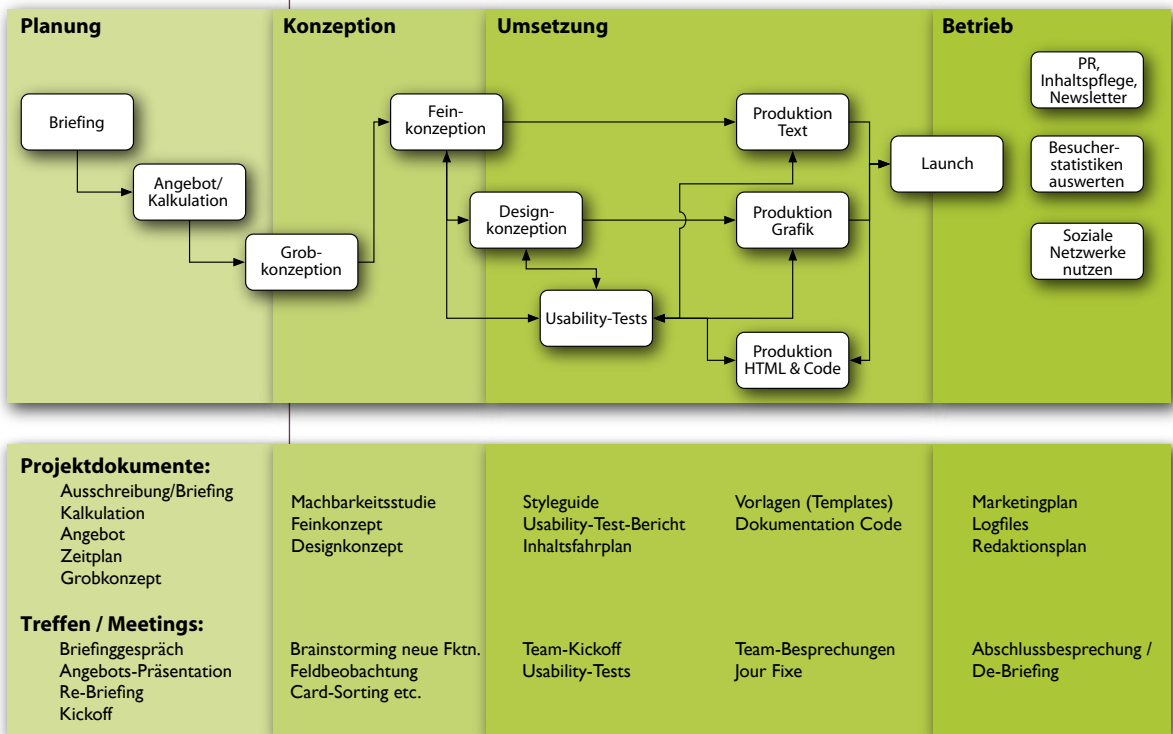 Planung
Konzeption
Umsetzung
Betrieb
Briefing
Angebot/
Kalkulation
Grob-
konzeption
Fein-
konzeption
Design-
konzeption
Usability-Tests
Produktion
Text
Produktion
Grafik
Produktion
HTML & Code
Launch
PR,
Inhaltspflege,
Newsletter
Besucher-
statistiken
auswerten
Soziale
Netzwerke
nutzen
Projektdokumente:
Ausschreibung/Briefing
Kalkulation
Angebot
Zeitplan
Grobkonzept
Machbarkeitsstudie
Feinkonzept
Designkonzept
Styleguide
Usability-Test-Bericht
Inhaltsfahrplan
Vorlagen (Templates)
Dokumentation Code
Marketingplan
Logfiles
Redaktionsplan
Treffen / Meetings:
Briefinggespräch
Angebots-Präsentation
Re-Briefing
Kickoff
Brainstorming neue Fktn.
Feldbeobachtung
Card-Sorting etc.
Team-Kickoff
Usability-Tests
Team-Besprechungen
Jour Fixe
Abschlussbesprechung /
De-Briefing